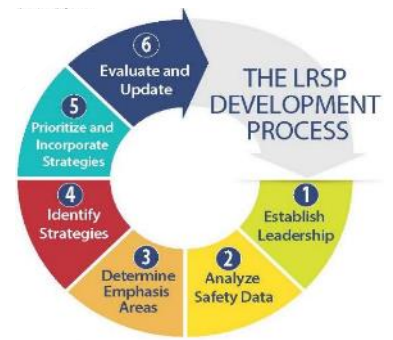 THE LRSP
DEVELOPMENT
PROCESS
1
Establish
Leadership
2
Analyze
Safety Data
3
Determine
Emphasis
Areas
4
Identify
Strategies
5
Prioritize and
Incorporate
Strategies
6
Evaluate and
Update